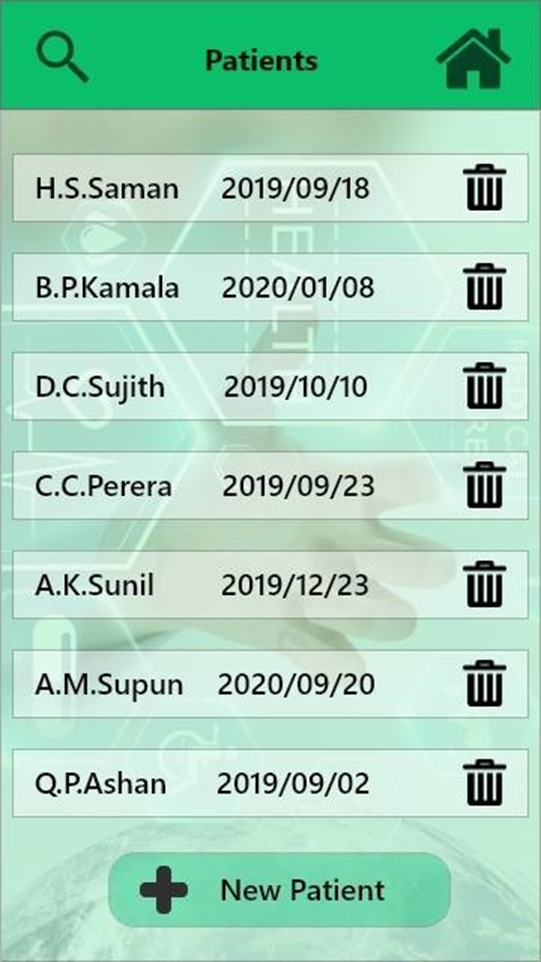 Patients
H.S.Saman 2019/09/18
B.P.Kamala 2020/01/08
D.C.Sujith 2019/10/10
C.C.Perera 2019/09/23
A.K.Sunil 2019/12/23
A.M.Supun 2020/09/20
Q.P.Ashan 2019/09/02
New Patient